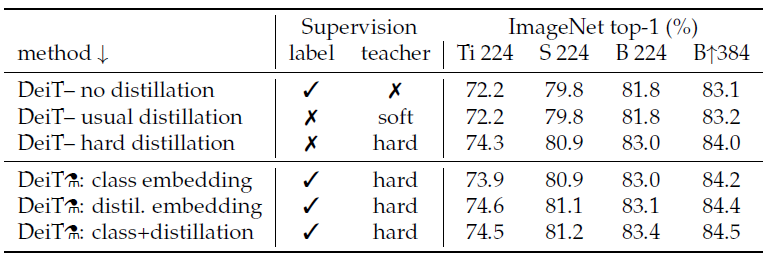 Supervision ImageNet top-1 (%)
method ↓ label teacher Ti 224 S 224 B 224 B↑384
DeiT– no distillation ✓ ✗ 72.2 79.8 81.8 83.1
DeiT– usual distillation ✗ soft 72.2 79.8 81.8 83.2
DeiT– hard distillation ✗ hard 74.3 80.9 83.0 84.0
DeiT⚗: class embedding ✓ hard 73.9 80.9 83.0 84.2
DeiT⚗: distil. embedding ✓ hard 74.6 81.1 83.1 84.4
DeiT⚗: class+distillation ✓ hard 74.5 81.2 83.4 84.5